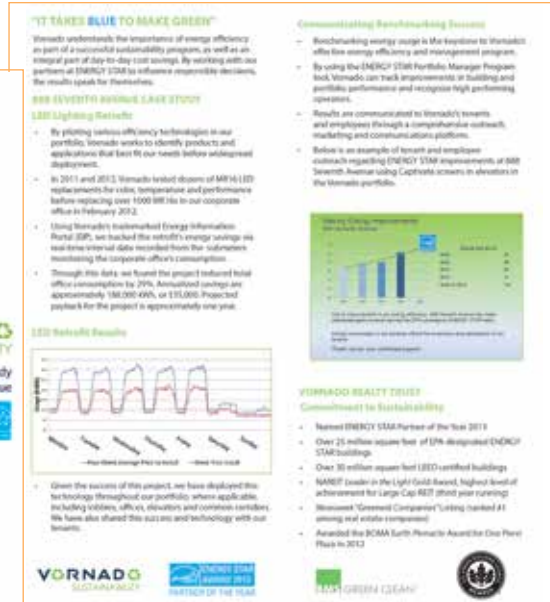 "IT TAKES BLUE TO MAKE GREEN"
Vornado understands the importance of energy efficiency
as part of a successful sustainability program, as well as an
integral part of day-to-day cost savings. By working with our
partners at ENERGY STAR to influence responsible decisions,
the results speak for themselves.
888 SEVENTH AVENUE CASE STUDY
LED Lighting Retrofit
- By piloting various efficiency technologies in our
portfolio, Vornado works to identify products and
applications that best fit our needs before widespread
deployment.
- In 2011 and 2012, Vornado tested dozens of MR16 LED
replacements for color, temperature and performance
before replacing over 1000 MR16s in our corporate
office in February 2012.
- Using Vornado's trademarked Energy Information
Portal (EIP), we tracked the retrofit's energy savings via
real-time interval data recorded from the submeters
monitoring the corporate office's consumption.
- Through this data, we found the project reduced total
office consumption by 29%. Annualized savings are
approximately 188,000 kWh, or $35,000. Projected
payback for the project is approximately one year.
LED Retrofit Results
Monday Tuesday Wednesday Thursday Friday Saturday Sunday
- Given the success of this project, we have deployed this
technology throughout our portfolio, where applicable,
including lobbies, offices, elevators and common corridors.
We have also shared this success and technology with our
tenants.
VORNADO
SUSTAINABILITY
ENERGY STAR
AWARD 2013
PARTNER OF THE YEAR
Communicating Benchmarking Success
- Benchmarking energy usage is the keystone to Vornado's
effective energy efficiency and management program.
- By using the ENERGY STAR Portfolio Manager Program
tool, Vornado can track improvements in building and
portfolio performance and recognize high performing
operators.
- Results are communicated to Vornado's tenants
and employees through a comprehensive outreach,
marketing and communications platform.
- Below is an example of tenant and employee
outreach regarding ENERGY STAR improvements at 888
Seventh Avenue using Captivate screens in elevators in
the Vornado portfolio.
VORNADO REALTY TRUST
Commitment to Sustainability
- Named ENERGY STAR Partner of the Year 2013
- Over 25 million square feet of EPA-designated ENERGY
STAR buildings
- Over 30 million square feet LEED certified buildings
- NAREIT Leader in the Light Gold Award, highest level of
achievement for Large Cap REIT (third year running)
- Newsweek "Greenest Companies" Listing (ranked #1
among real estate companies)
- Awarded the BOMA Earth Pinnacle Award for One Penn
Plaza in 2012
BMS GREEN CLEAN
MEMBER
TY
dy
ue